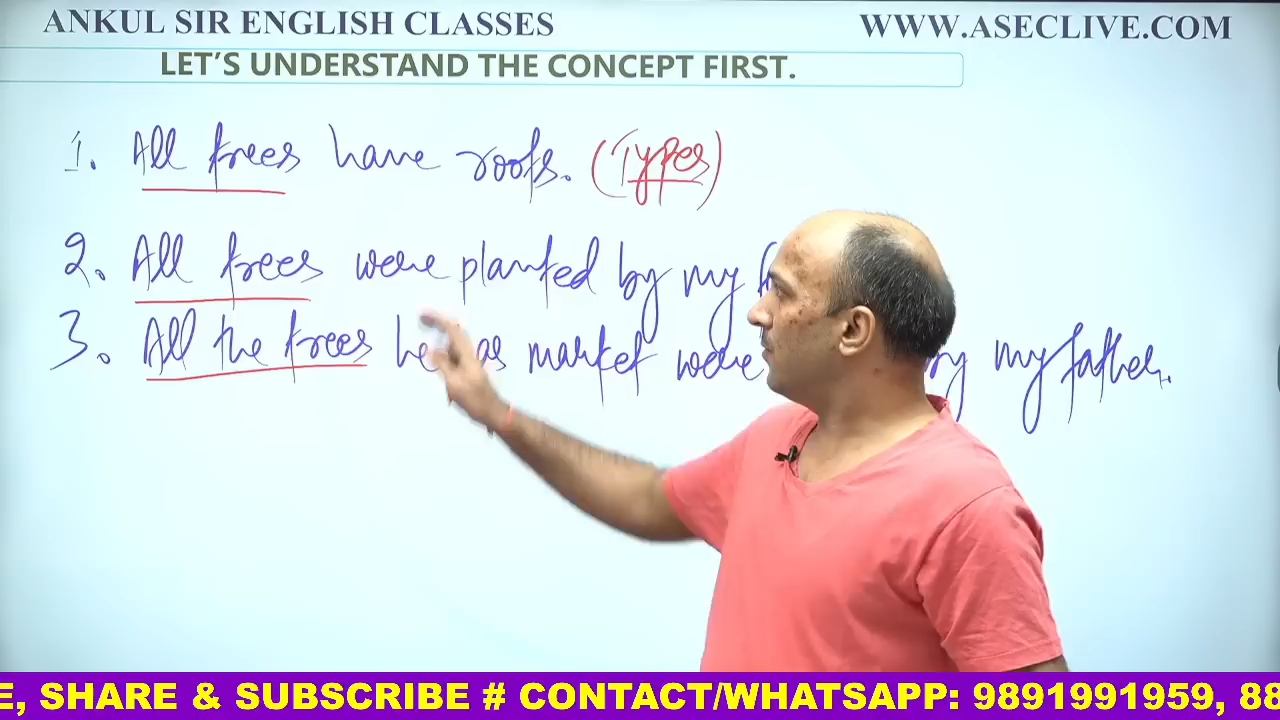 ANKUL SIR ENGLISH CLASSES
WWW.ASECLIVE.COM
LET'S UNDERSTAND THE CONCEPT FIRST.
1. All trees have roofs. (Types)
2. All trees were planted by my
3. All the trees market were by my father.
E, SHARE & SUBSCRIBE # CONTACT/WHATSAPP: 9891991959, 88